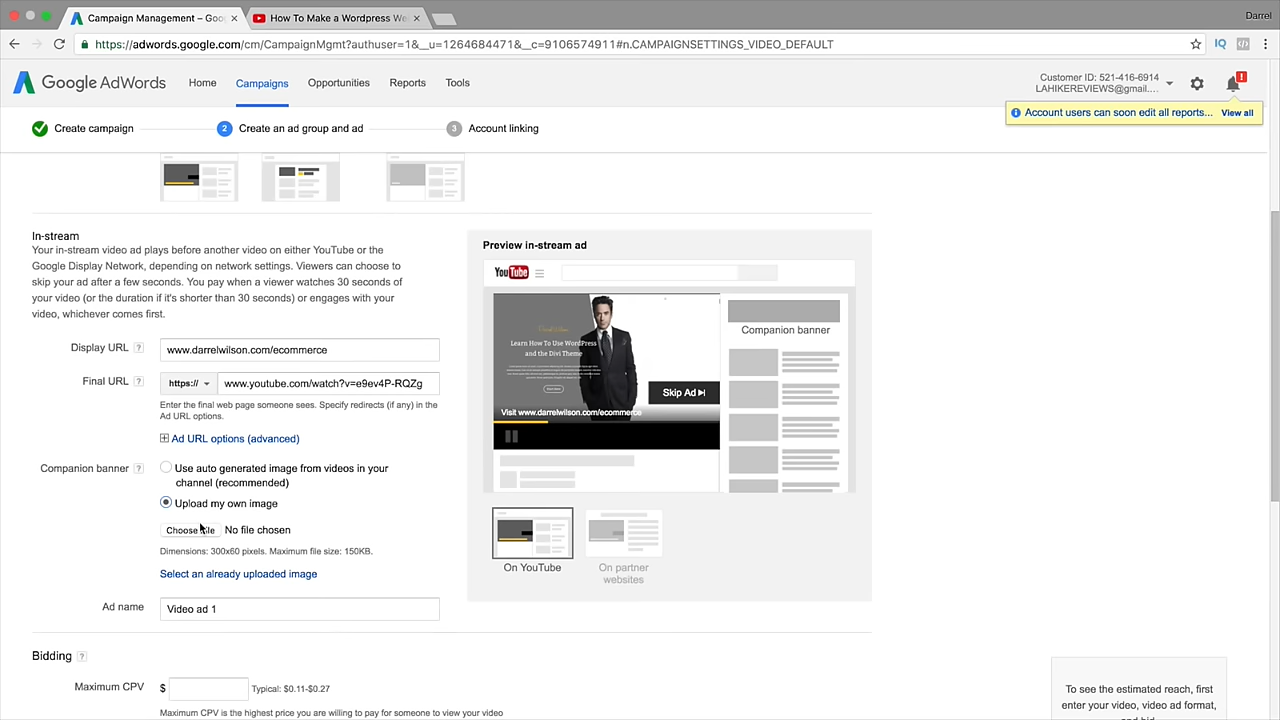 Campaign Management – Goo
How To Make a Wordpress We
Darrel
https://adwords.google.com/cm/CampaignMgmt?authuser=1&__u=1264684471&__c=9106574911#n.CAMPAIGNSETTINGS_VIDEO_DEFAULT
IQ
Google AdWords
Home
Campaigns
Opportunities
Reports
Tools
Customer ID: 521-416-6914
LAHIKEREVIEWS@gmail....
!
Account users can soon edit all reports... View all
Create campaign
2 Create an ad group and ad
3 Account linking
In-stream
Your in-stream video ad plays before another video on either YouTube or the
Google Display Network, depending on network settings. Viewers can choose to
skip your ad after a few seconds. You pay when a viewer watches 30 seconds of
your video (or the duration if it's shorter than 30 seconds) or engages with your
video, whichever comes first.
Display URL ? www.darrelwilson.com/ecommerce
Final URL ? https:// www.youtube.com/watch?v=e9ev4P-RQZg
Enter the final web page someone sees. Specify redirects (if any) in the
Ad URL options.
Ad URL options (advanced)
Companion banner ? Use auto generated image from videos in your
channel (recommended)
Upload my own image
Choose File No file chosen
Dimensions: 300x60 pixels. Maximum file size: 150KB.
Select an already uploaded image
Ad name Video ad 1
Preview in-stream ad
YouTube
Learn How To Use WordPress
and the Divi Theme
Skip Ad
Visit www.darrelwilson.com/ecommerce
Companion banner
On YouTube
On partner
websites
Bidding ?
Maximum CPV $ Typical: $0.11-$0.27
Maximum CPV is the highest price you are willing to pay for someone to view your video
To see the estimated reach, first
enter your video, video ad format,